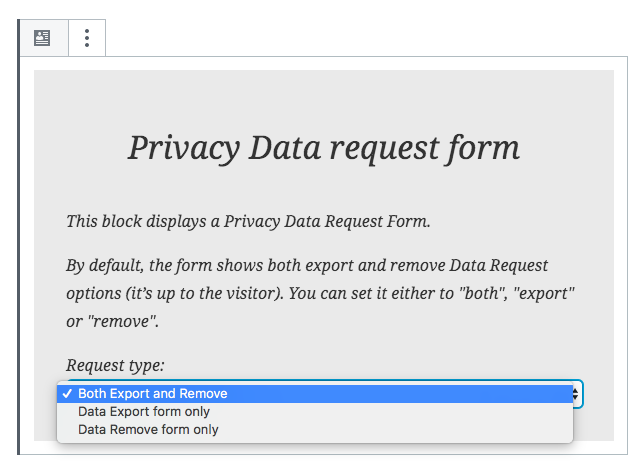 Privacy Data request form
This block displays a Privacy Data Request Form.
By default, the form shows both export and remove Data Request
options (it’s up to the visitor). You can set it either to "both", "export"
or "remove".
Request type:
✓ Both Export and Remove
Data Export form only
Data Remove form only